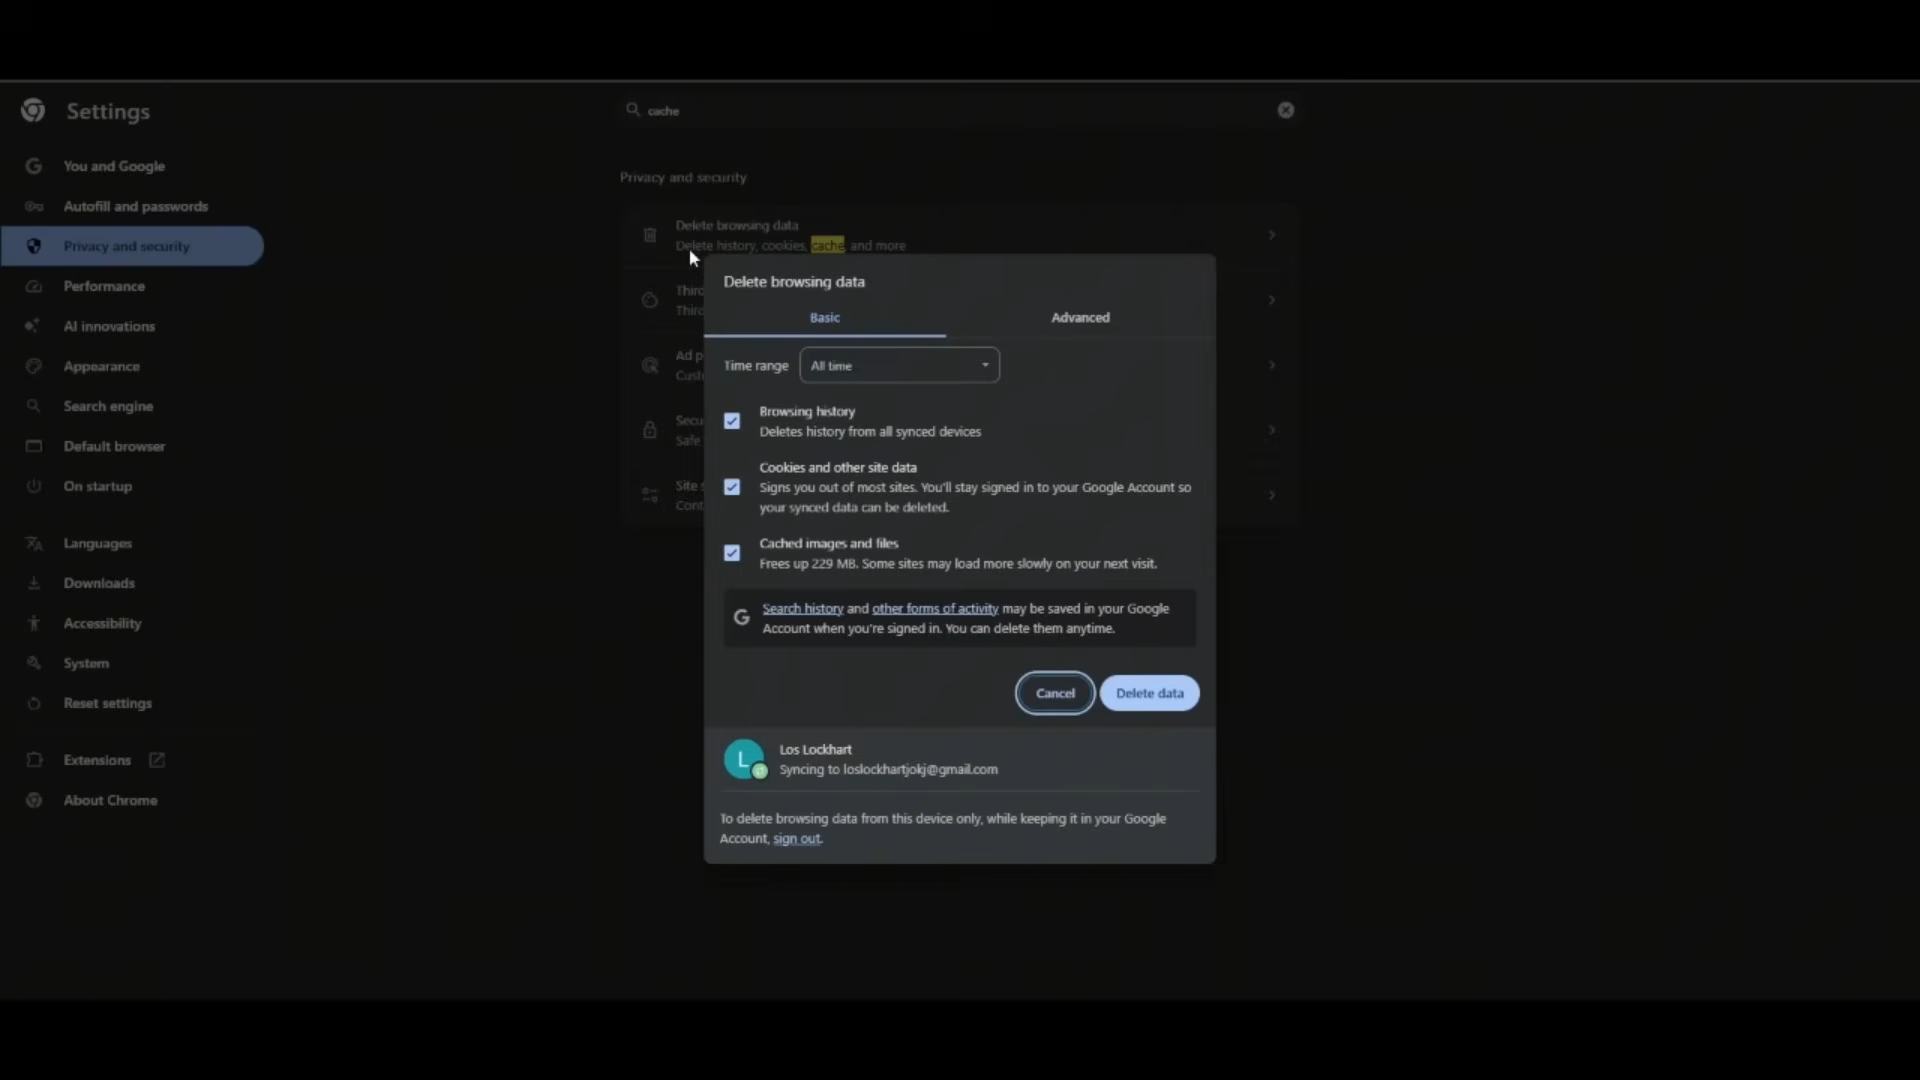 Settings
cache
You and Google
Autofill and passwords
Privacy and security
Performance
AI innovations
Appearance
Search engine
Default browser
On startup
Languages
Downloads
Accessibility
System
Reset settings
Extensions
About Chrome
Privacy and security
Delete browsing data
Delete history, cookies, cache, and more
Delete browsing data
Basic
Advanced
Time range
All time
Browsing history
Deletes history from all synced devices
Cookies and other site data
Signs you out of most sites. You'll stay signed in to your Google Account so
your synced data can be deleted.
Cached images and files
Frees up 229 MB. Some sites may load more slowly on your next visit.
G
Search history and other forms of activity may be saved in your Google
Account when you're signed in. You can delete them anytime.
Cancel
Delete data
L
Los Lockhart
Syncing to loslockhartjokj@gmail.com
To delete browsing data from this device only, while keeping it in your Google
Account, sign out.